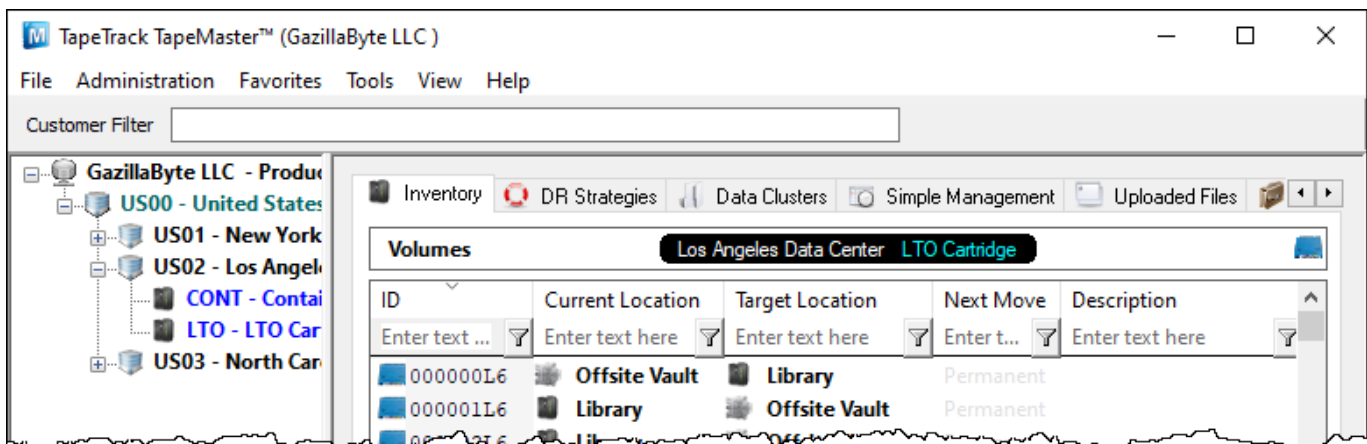 TapeTrack TapeMaster™ (GazillaByte LLC )
File Administration Favorites Tools View Help
Customer Filter
GazillaByte LLC - Produc
US00 - United States
US01 - New York
US02 - Los Angel
CONT - Contai
LTO - LTO Car
US03 - North Car
Inventory DR Strategies Data Clusters Simple Management Uploaded Files
Volumes Los Angeles Data Center LTO Cartridge
ID Current Location Target Location Next Move Description
Enter text ... Enter text here Enter text here Enter t... Enter text here
000000L6 Offsite Vault Library Permanent
000001L6 Library Offsite Vault Permanent